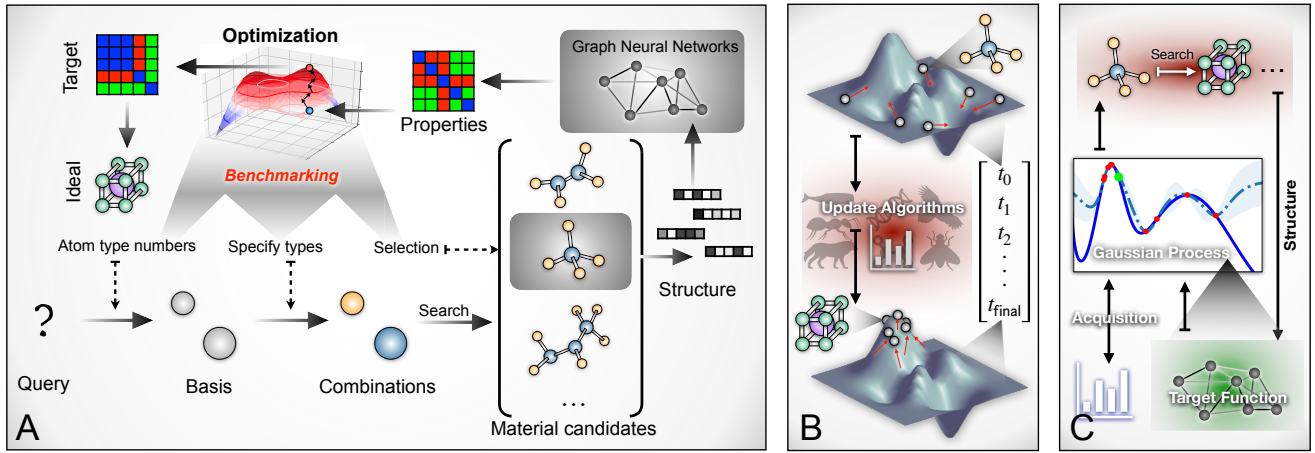 Optimization
Target
Graph Neural Networks
Properties
Ideal
Benchmarking
Atom type numbers
Specify types
Selection
Structure
?
Search
Query
Basis
Combinations
...
Material candidates
A
t0
t1
t2
.
.
.
tfinal
Update Algorithms
B
Search
...
Structure
Gaussian Process
Acquisition
Target Function
C